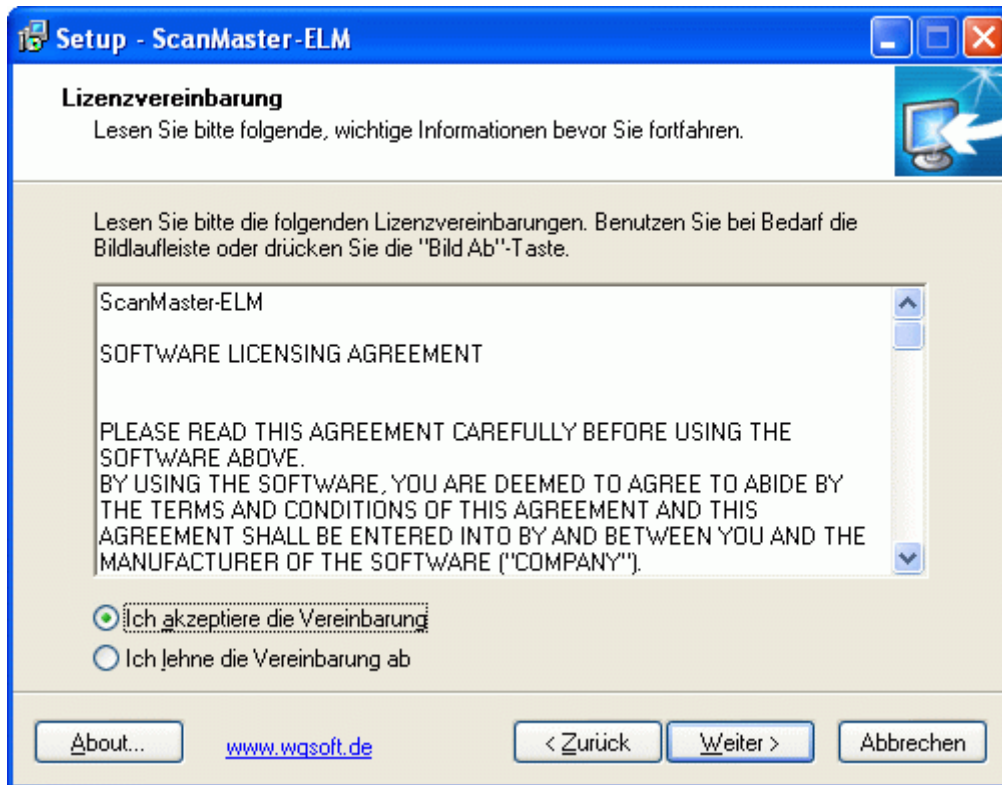 Setup - ScanMaster-ELM
Lizenzvereinbarung
Lesen Sie bitte folgende, wichtige Informationen bevor Sie fortfahren.
Lesen Sie bitte die folgenden Lizenzvereinbarungen. Benutzen Sie bei Bedarf die
Bildlaufleiste oder drücken Sie die "Bild Ab"-Taste.
ScanMaster-ELM
SOFTWARE LICENSING AGREEMENT
PLEASE READ THIS AGREEMENT CAREFULLY BEFORE USING THE
SOFTWARE ABOVE.
BY USING THE SOFTWARE, YOU ARE DEEMED TO AGREE TO ABIDE BY
THE TERMS AND CONDITIONS OF THIS AGREEMENT AND THIS
AGREEMENT SHALL BE ENTERED INTO BY AND BETWEEN YOU AND THE
MANUFACTURER OF THE SOFTWARE ("COMPANY").
Ich akzeptiere die Vereinbarung
Ich lehne die Vereinbarung ab
About... www.wgsoft.de < Zurück Weiter > Abbrechen